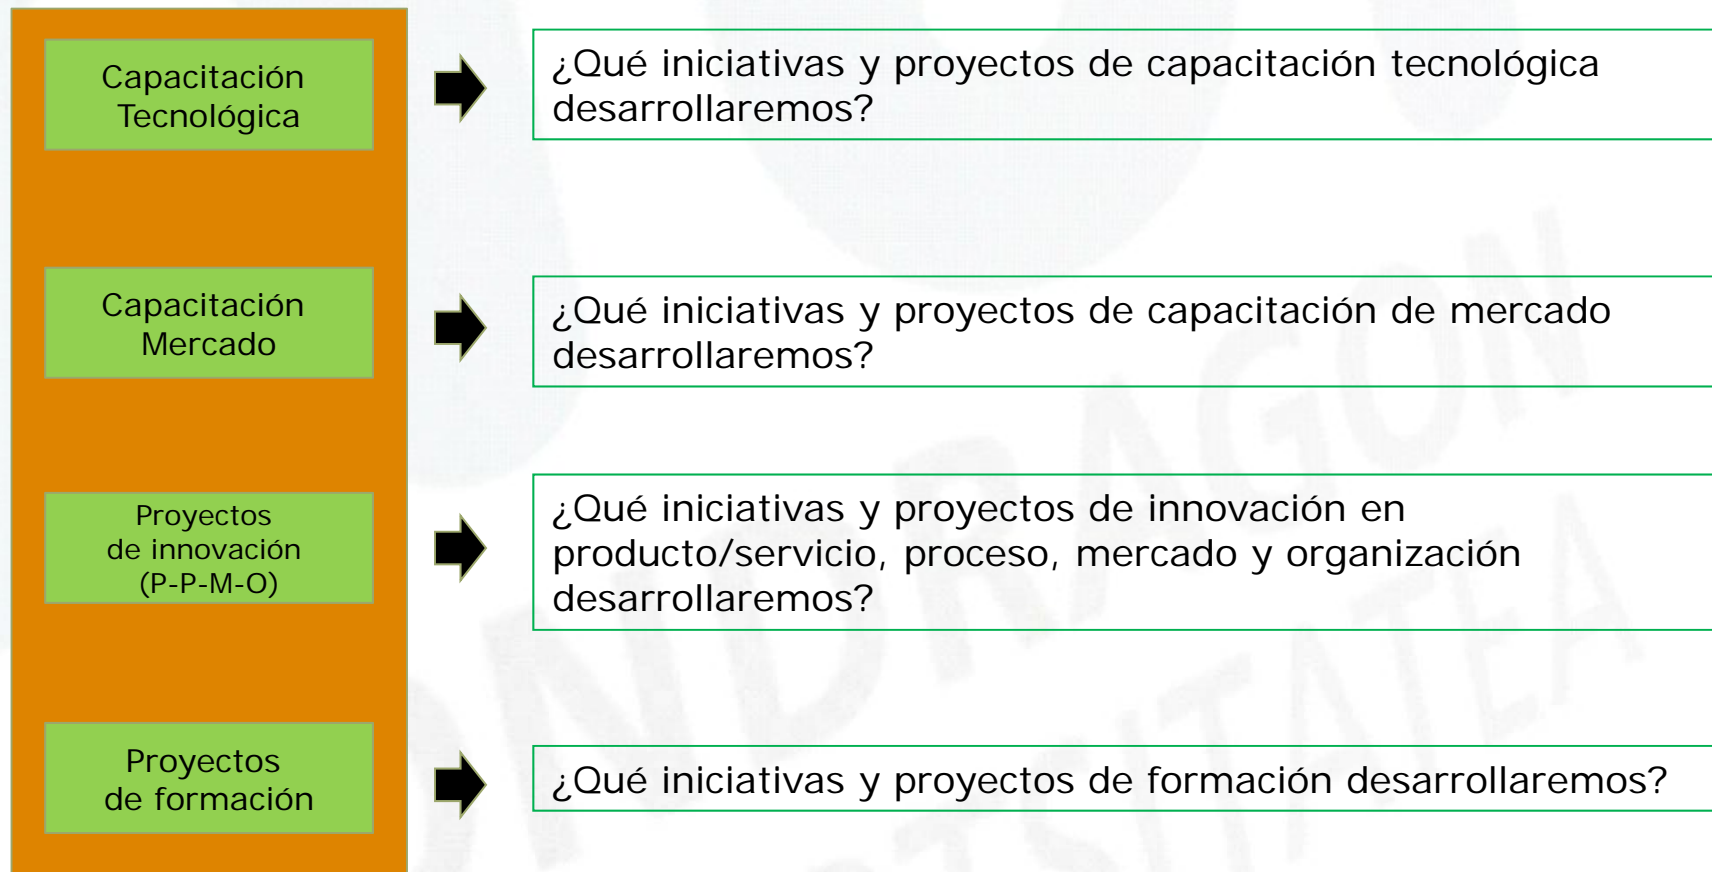 Capacitación
Tecnológica
¿Qué iniciativas y proyectos de capacitación tecnológica
desarrollaremos?
Capacitación
Mercado
¿Qué iniciativas y proyectos de capacitación de mercado
desarrollaremos?
Proyectos
de innovación
(P-P-M-O)
¿Qué iniciativas y proyectos de innovación en
producto/servicio, proceso, mercado y organización
desarrollaremos?
Proyectos
de formación
¿Qué iniciativas y proyectos de formación desarrollaremos?